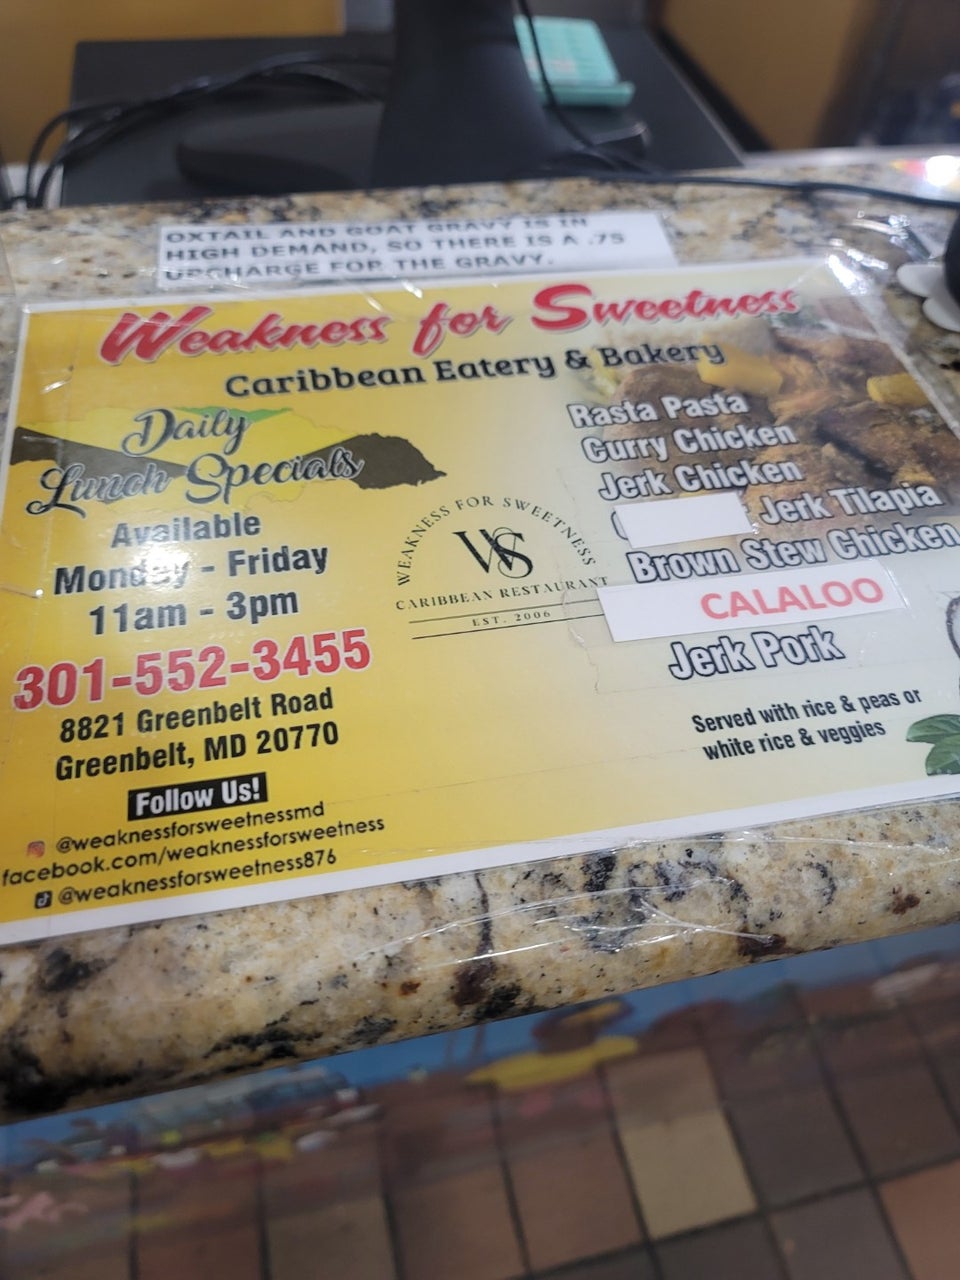 OXTAIL AND GOAT GRAVY IS IN
HIGH DEMAND, SO THERE IS A .75
UPCHARGE FOR THE GRAVY.
Weakness for Sweetness
Caribbean Eatery & Bakery
Daily
Lunch Specials
Available
Monday - Friday
11am - 3pm
301-552-3455
8821 Greenbelt Road
Greenbelt, MD 20770
Follow Us!
@weaknessforsweetnessmd
facebook.com/weaknessforsweetness
@weaknessforsweetness876
WEAKNESS FOR SWEETNESS
WS
CARIBBEAN RESTAURANT
EST. 2006
Rasta Pasta
Curry Chicken
Jerk Chicken
Jerk Tilapia
Brown Stew Chicken
CALALOO
Jerk Pork
Served with rice & peas or
white rice & veggies